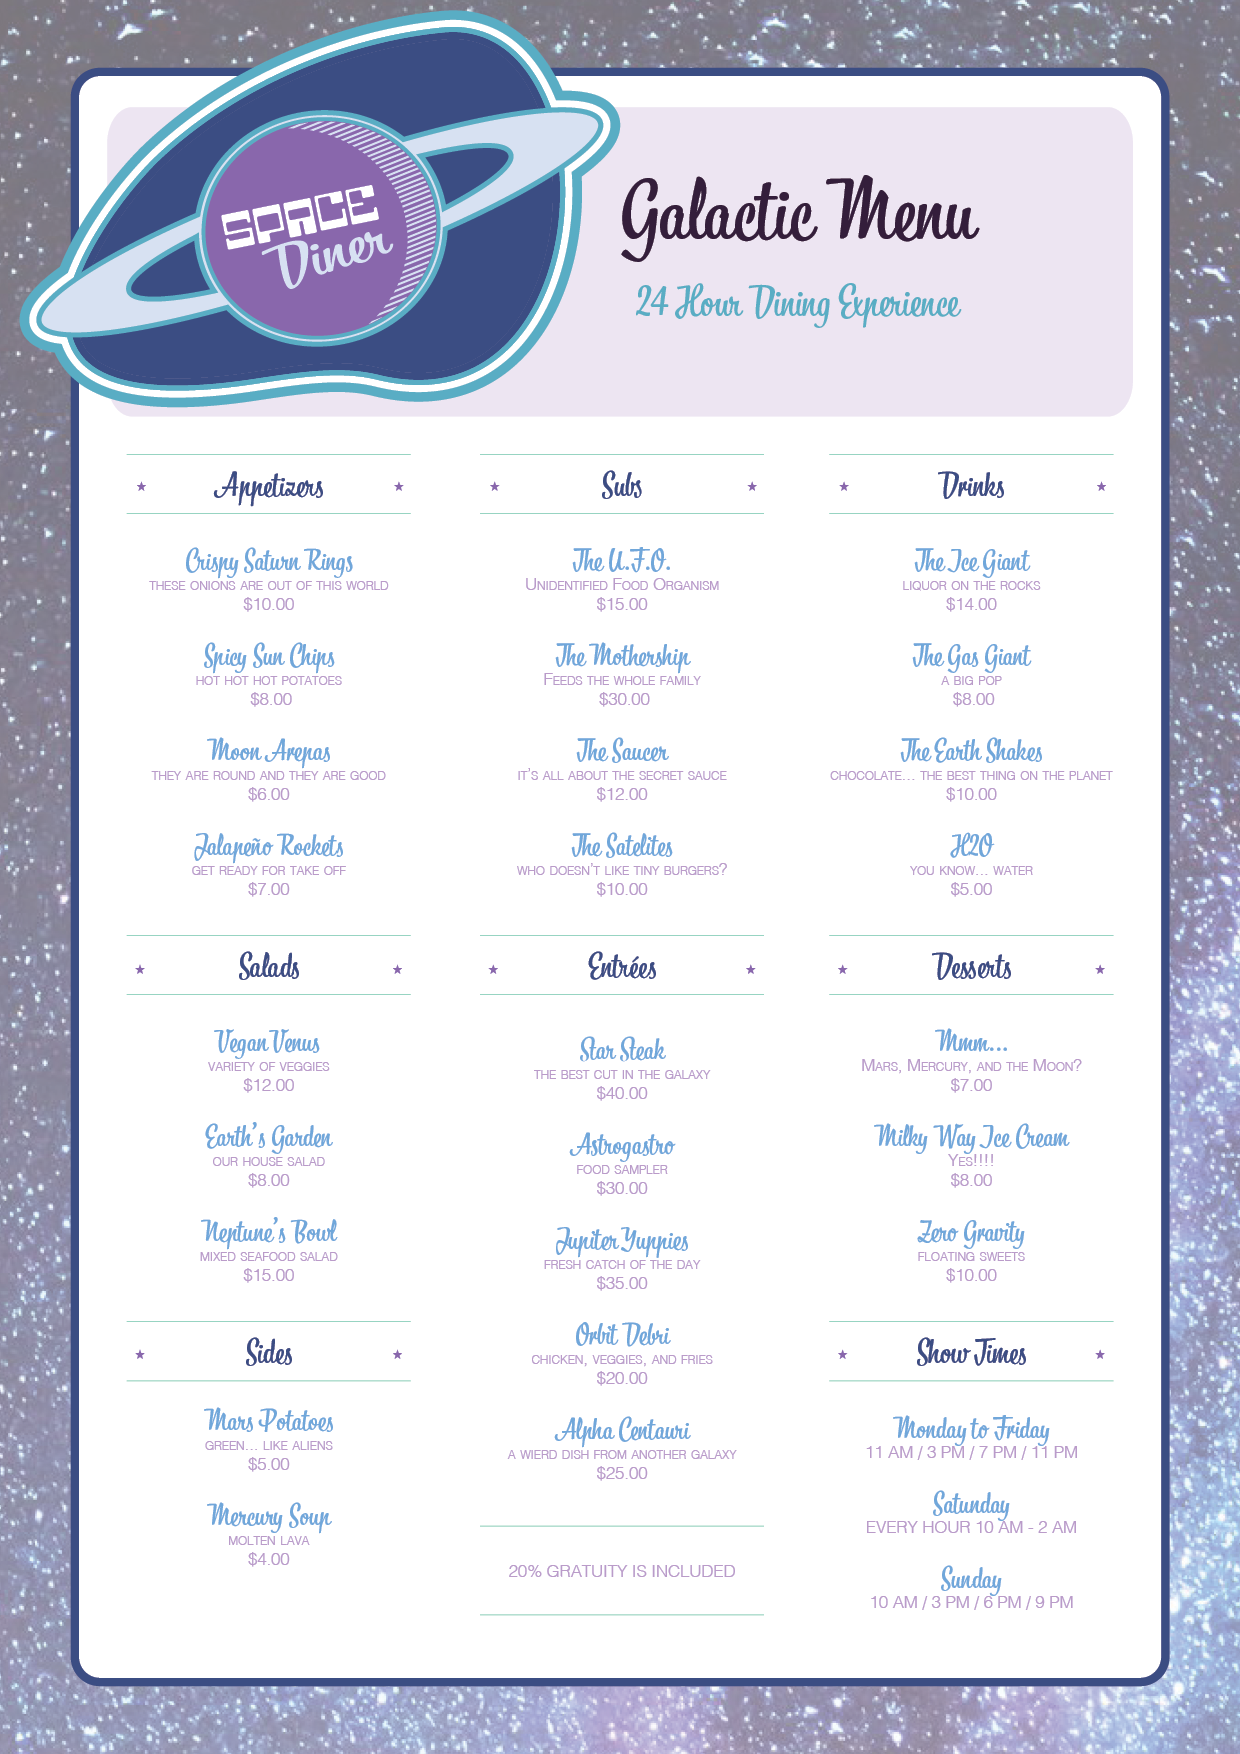 SPACE
Diner
Galactic Menu
24 Hour Dining Experience
Appetizers
Crispy Saturn Rings
THESE ONIONS ARE OUT OF THIS WORLD
$10.00
Spicy Sun Chips
HOT HOT HOT POTATOES
$8.00
Moon Arepas
THEY ARE ROUND AND THEY ARE GOOD
$6.00
Jalapeño Rockets
GET READY FOR TAKE OFF
$7.00
Salads
Vegan Venus
VARIETY OF VEGGIES
$12.00
Earth's Garden
OUR HOUSE SALAD
$8.00
Neptune's Bowl
MIXED SEAFOOD SALAD
$15.00
Sides
Mars Potatoes
GREEN... LIKE ALIENS
$5.00
Mercury Soup
MOLTEN LAVA
$4.00
Subs
The U.F.O.
UNIDENTIFIED FOOD ORGANISM
$15.00
The Mothership
FEEDS THE WHOLE FAMILY
$30.00
The Saucer
IT'S ALL ABOUT THE SECRET SAUCE
$12.00
The Satelites
WHO DOESN'T LIKE TINY BURGERS?
$10.00
Entrées
Star Steak
THE BEST CUT IN THE GALAXY
$40.00
Astrogastro
FOOD SAMPLER
$30.00
Jupiter Yuppies
FRESH CATCH OF THE DAY
$35.00
Orbit Debri
CHICKEN, VEGGIES, AND FRIES
$20.00
Alpha Centauri
A WIERD DISH FROM ANOTHER GALAXY
$25.00
20% GRATUITY IS INCLUDED
Drinks
The Ice Giant
LIQUOR ON THE ROCKS
$14.00
The Gas Giant
A BIG POP
$8.00
The Earth Shakes
CHOCOLATE... THE BEST THING ON THE PLANET
$10.00
H2O
YOU KNOW... WATER
$5.00
Desserts
Mmm...
MARS, MERCURY, AND THE MOON?
$7.00
Milky Way Ice Cream
YES!!!!
$8.00
Zero Gravity
FLOATING SWEETS
$10.00
Show Times
Monday to Friday
11 AM / 3 PM / 7 PM / 11 PM
Satunday
EVERY HOUR 10 AM - 2 AM
Sunday
10 AM / 3 PM / 6 PM / 9 PM